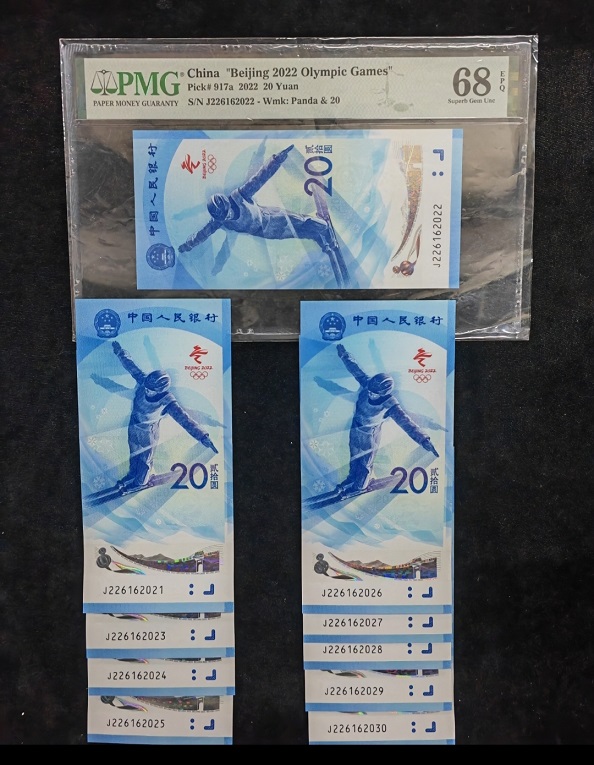 PMG® China "Beijing 2022 Olympic Games"
Pick# 917a 2022 20 Yuan
PAPER MONEY GUARANTY
S/N J226162022 - Wmk: Panda & 20
68 EPQ
Superb Gem Unc
中国人民银行
BEIJING 2022
20 贰拾圆
J226162022
中国人民银行
BEIJING 2022
20 贰拾圆
J226162021
J226162023
J226162024
J226162025
中国人民银行
BEIJING 2022
20 贰拾圆
J226162026
J226162027
J226162028
J226162029
J226162030